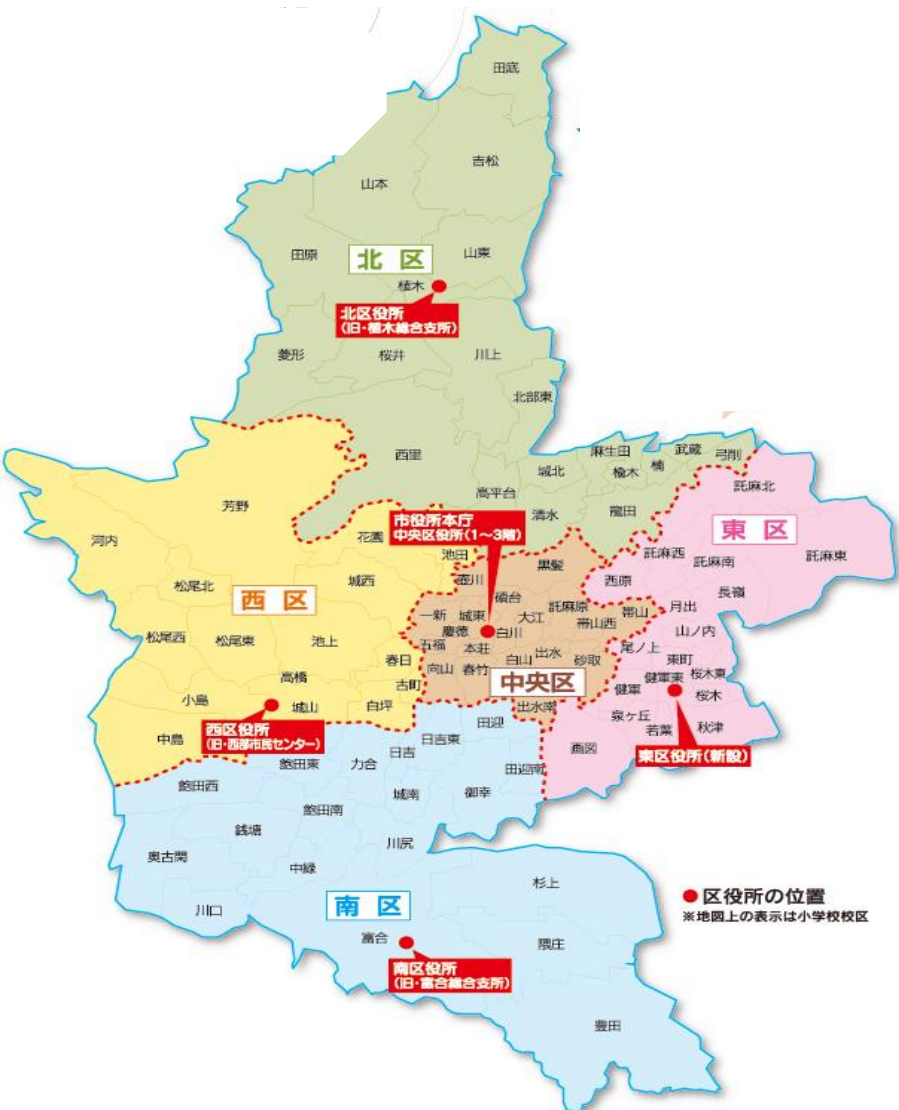 田底
吉松
山本
田原
北 区
山東
植木
北区役所
(旧・植木総合支所)
菱形
桜井
川上
北部東
西里
城北
麻生田
楡木
楠
武蔵
弓削
高平台
清水
龍田
託麻北
東 区
市役所本庁
中央区役所(1~3階)
芳野
花園
池田
河内
松尾北
城西
西 区
松尾西
松尾東
池上
春日
高橋
古町
小島
城山
白坪
中島
西区役所
(旧・西部市民センター)
黒髪
壺川
碩台
一新
城東
大江
託麻原
帯山西
慶徳
白川
五福
本荘
向山
春竹
白山
出水
砂取
中央区
出水南
託麻西
託麻南
託麻東
西原
長嶺
帯山
月出
山ノ内
尾ノ上
東町
健軍東
桜木東
健軍
桜木
泉ケ丘
若葉
秋津
画図
東区役所(新設)
田迎
日吉東
日吉
飽田東
力合
田迎南
飽田西
城南
御幸
飽田南
銭塘
川尻
奥古閑
中緑
川口
南 区
杉上
富合
隈庄
南区役所
(旧・富合総合支所)
豊田
● 区役所の位置
※地図上の表示は小学校校区